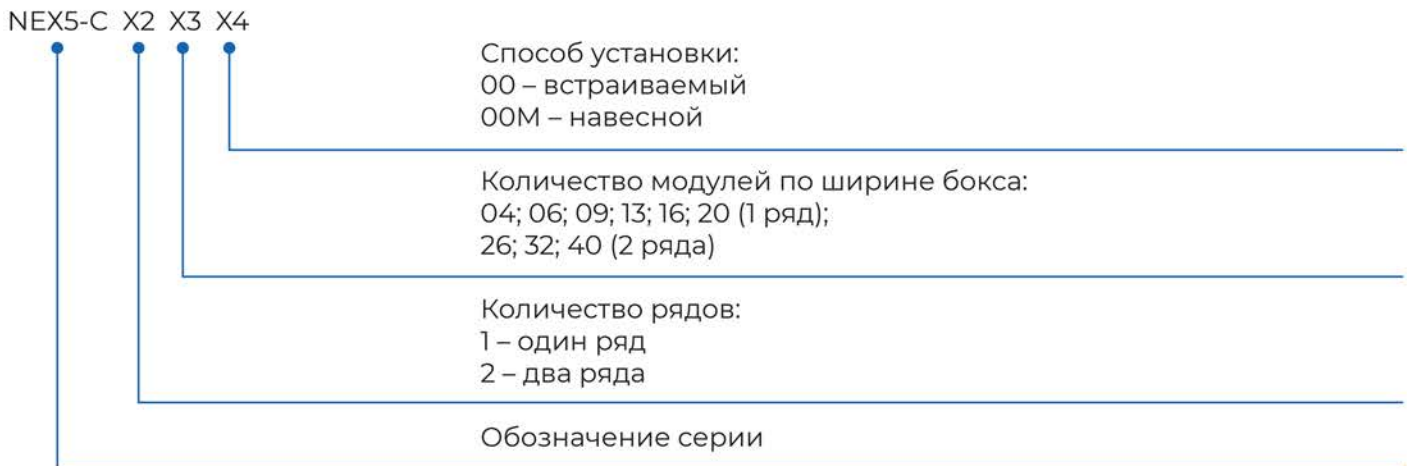 NEX5-C X2 X3 X4
Способ установки:
00 – встраиваемый
00М – навесной
Количество модулей по ширине бокса:
04; 06; 09; 13; 16; 20 (1 ряд);
26; 32; 40 (2 ряда)
Количество рядов:
1 – один ряд
2 – два ряда
Обозначение серии